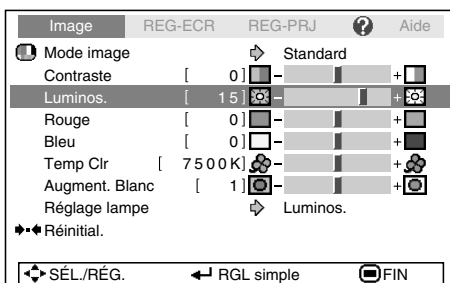 Image REG-ECR REG-PRJ ? Aide
Mode image Standard
Contraste [ 0] - +
Luminos. [ 15] - +
Rouge [ 0] - +
Bleu [ 0] - +
Temp Clr [ 7500K] - +
Augment. Blanc [ 1] - +
Réglage lampe Luminos.
Réinitial.
SÉL./RÉG. RGL simple FIN